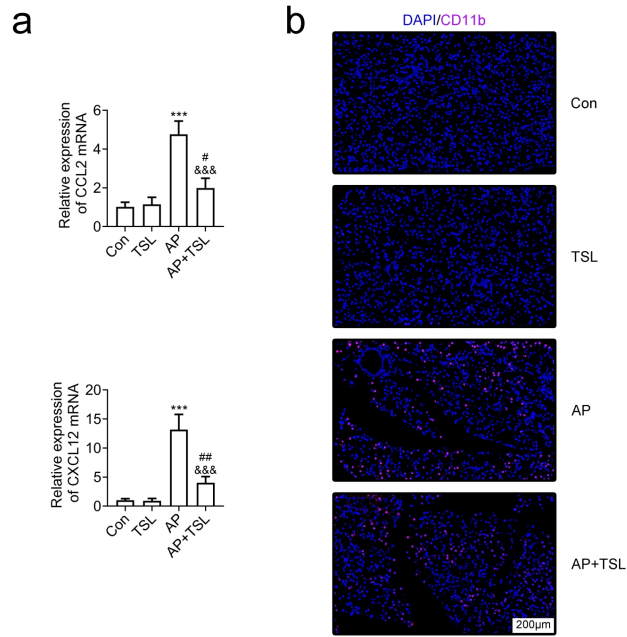 a
b
DAPI/CD11b
Relative expression
of CCL2 mRNA
6
4
2
0
***
#
&&&
Con
TSL
AP
AP+TSL
Relative expression
of CXCL12 mRNA
20
15
10
5
0
***
##
&&&
Con
TSL
AP
AP+TSL
Con
TSL
AP
AP+TSL
200μm